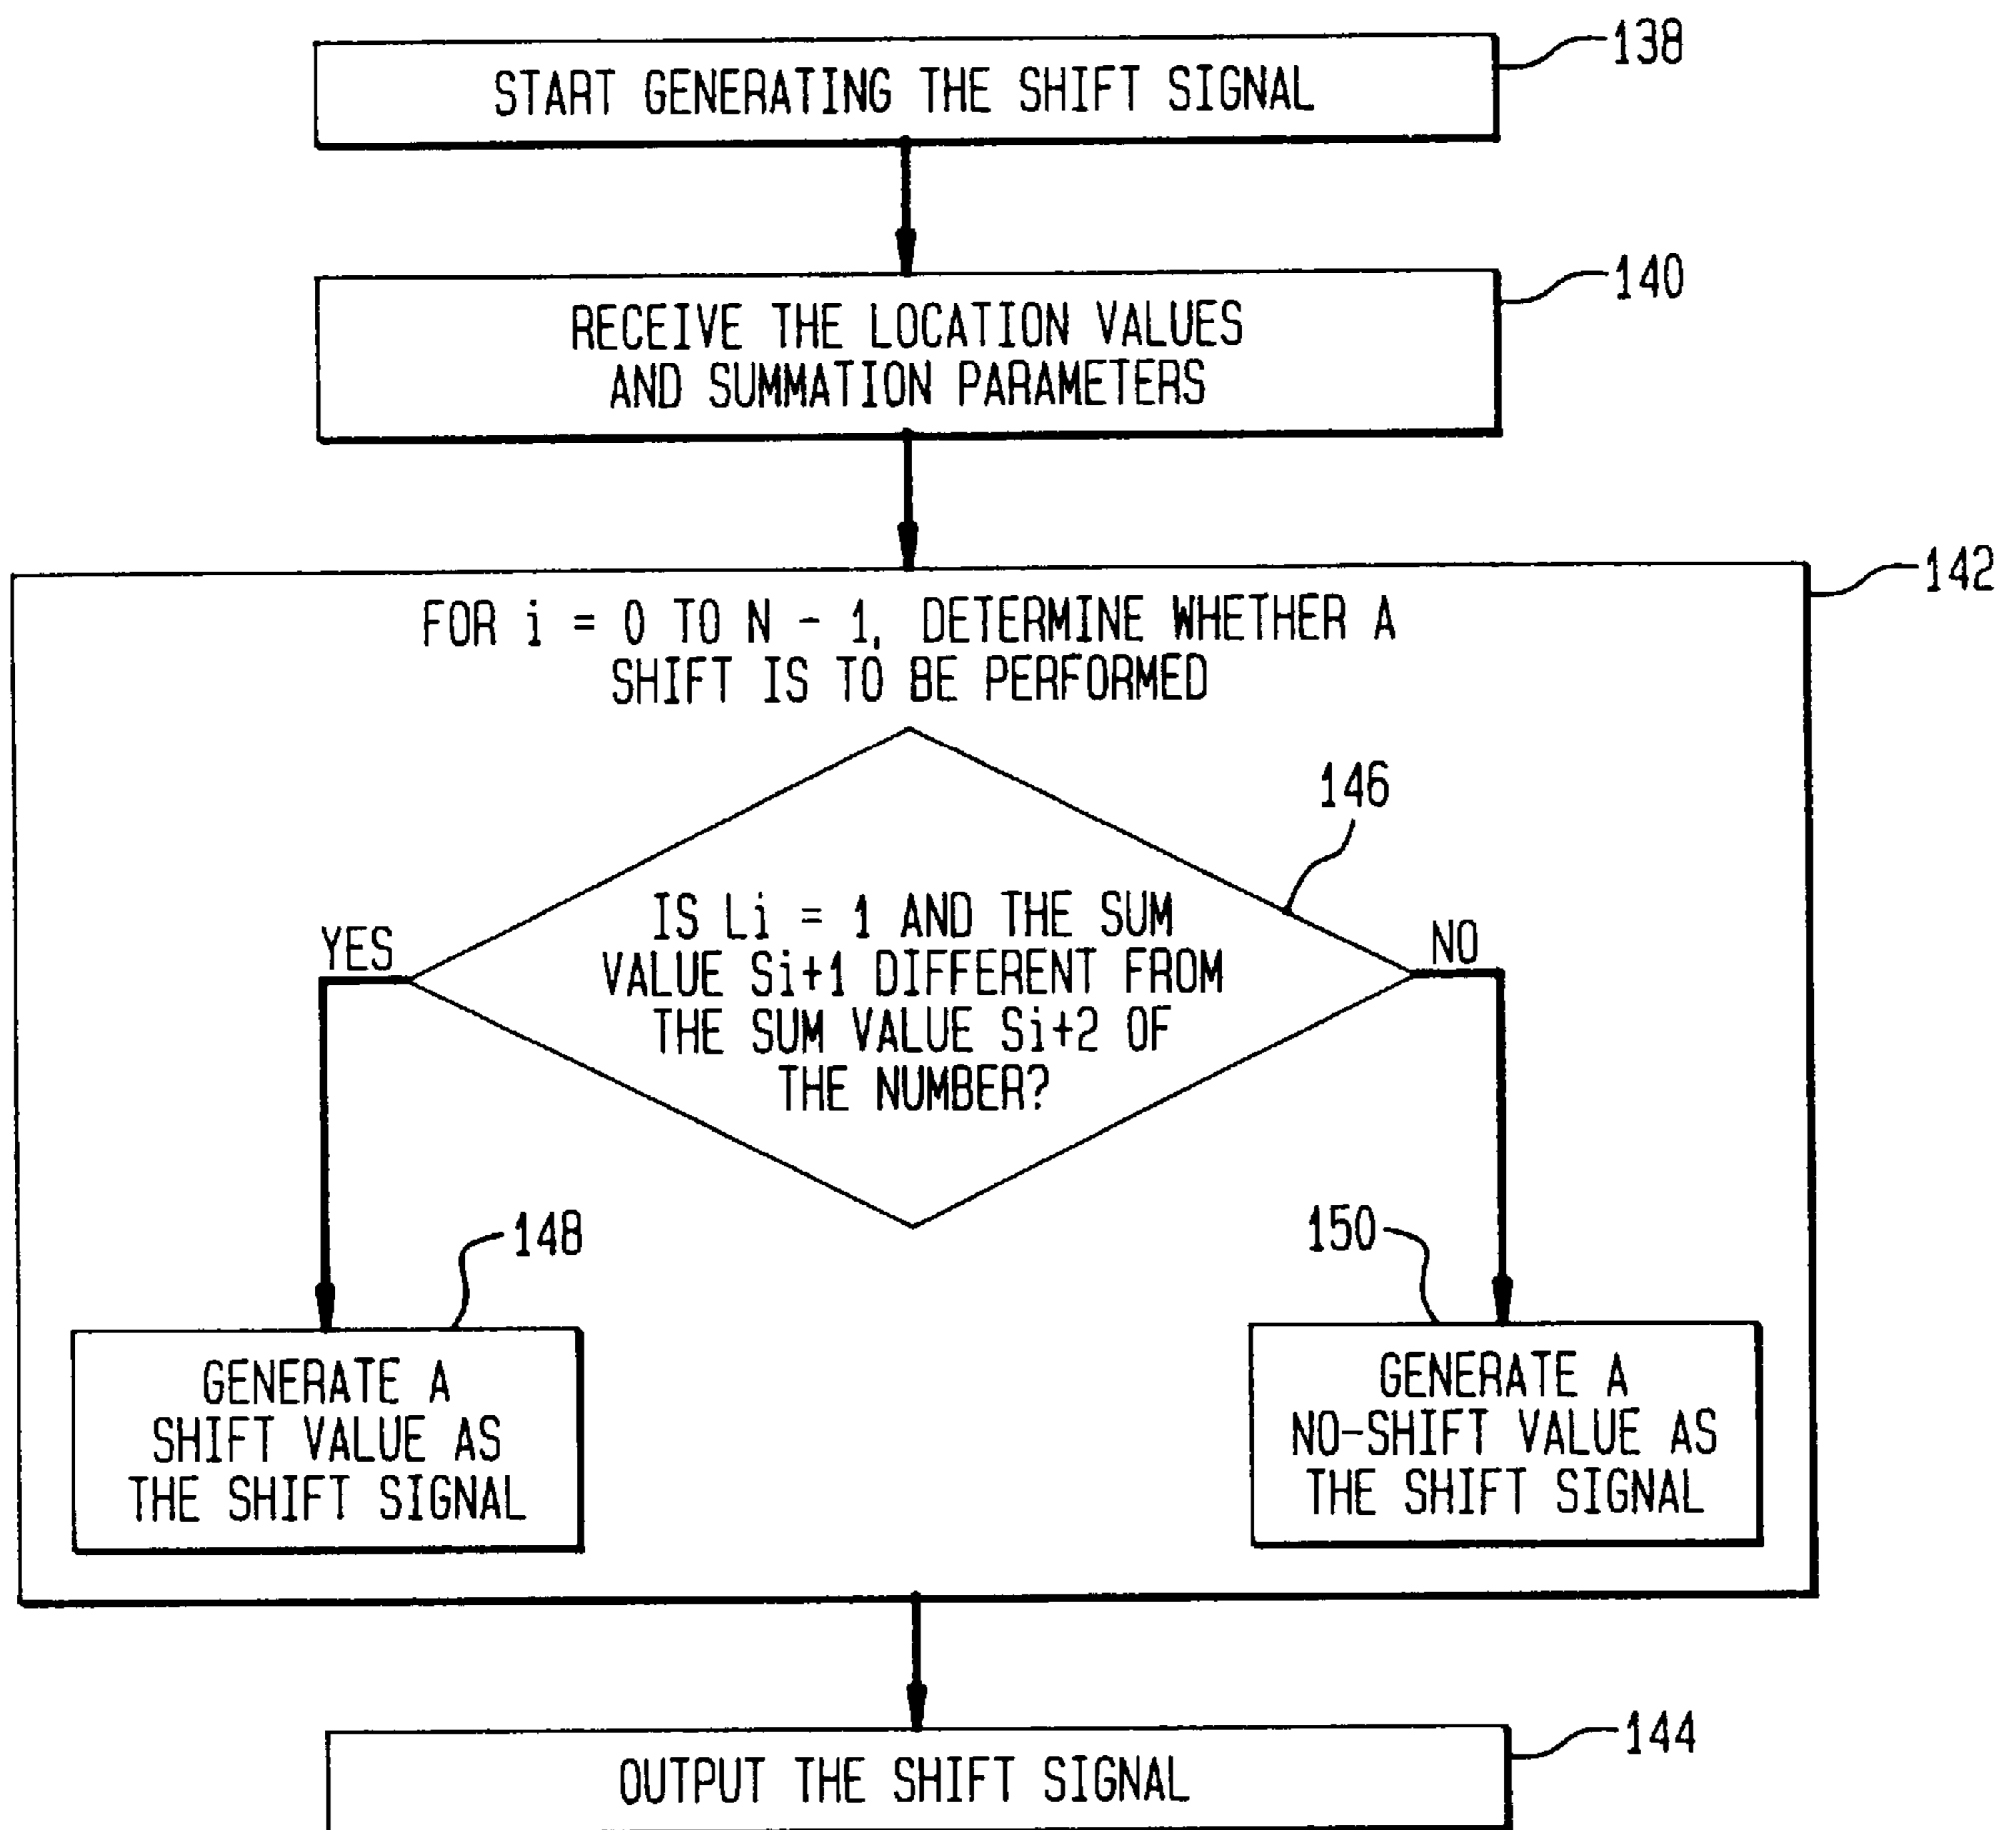 138
START GENERATING THE SHIFT SIGNAL
140
RECEIVE THE LOCATION VALUES
AND SUMMATION PARAMETERS
142
FOR i = 0 TO N - 1, DETERMINE WHETHER A
SHIFT IS TO BE PERFORMED
146
IS Li = 1 AND THE SUM
VALUE Si+1 DIFFERENT FROM
THE SUM VALUE Si+2 OF
THE NUMBER?
YES
NO
148
150
GENERATE A
SHIFT VALUE AS
THE SHIFT SIGNAL
GENERATE A
NO-SHIFT VALUE AS
THE SHIFT SIGNAL
144
OUTPUT THE SHIFT SIGNAL